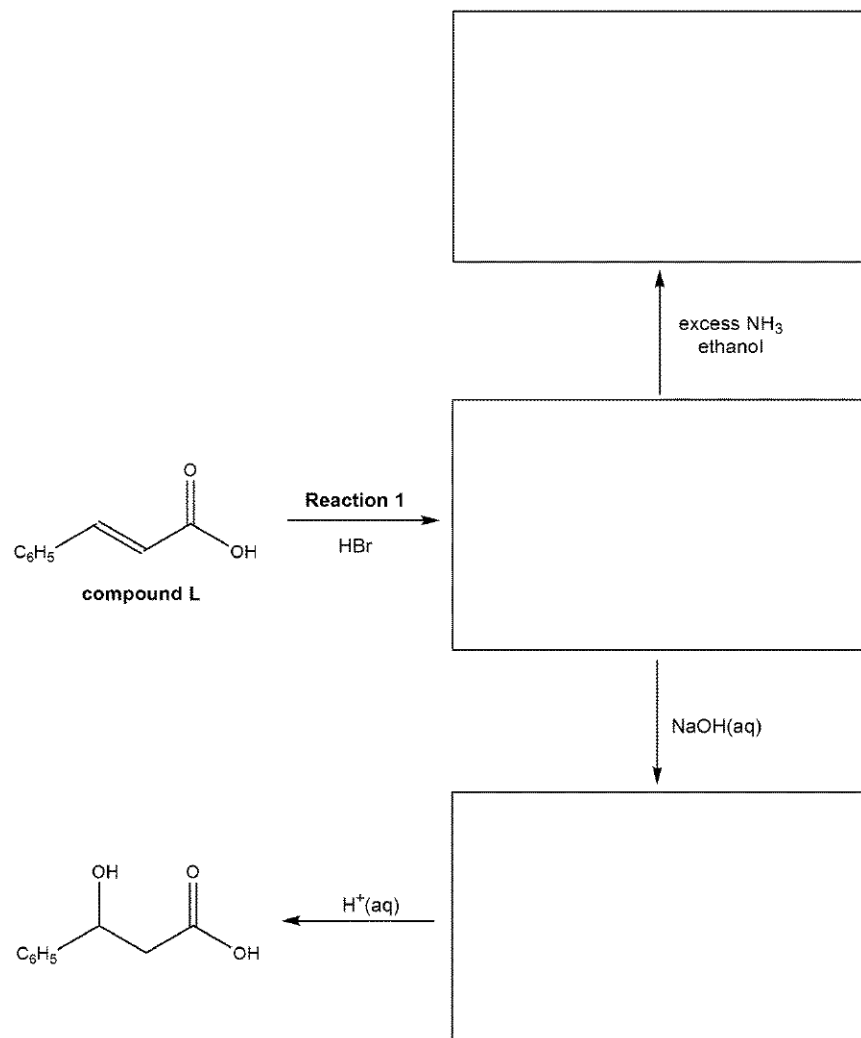 excess NH₃
ethanol
O
Reaction 1
C₆H₅
OH
HBr
compound L
NaOH(aq)
OH
O
H⁺(aq)
C₆H₅
OH